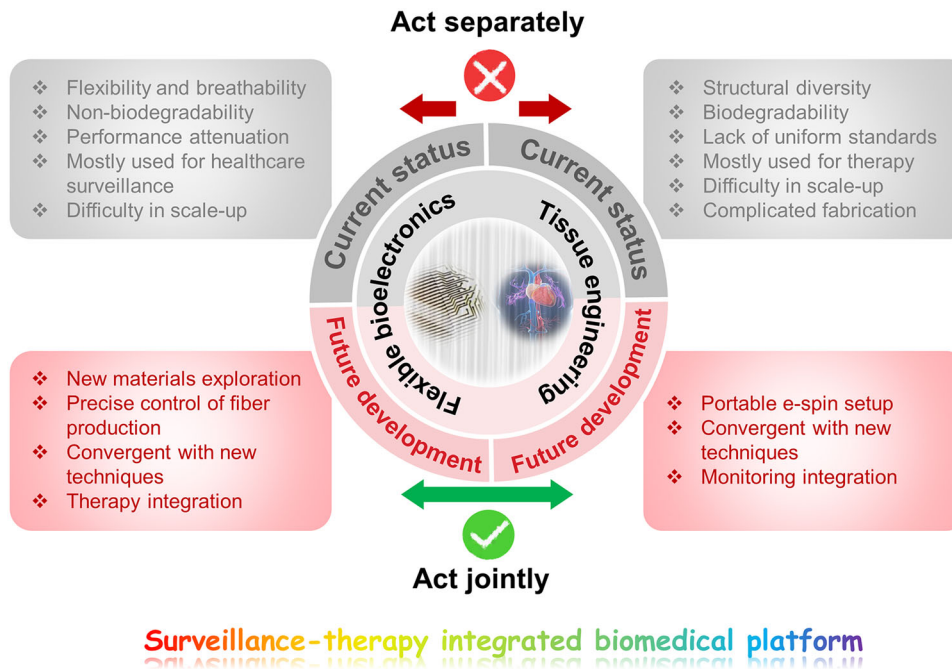 Act separately
❖ Flexibility and breathability
❖ Non-biodegradability
❖ Performance attenuation
❖ Mostly used for healthcare
surveillance
❖ Difficulty in scale-up
❖ Structural diversity
❖ Biodegradability
❖ Lack of uniform standards
❖ Mostly used for therapy
❖ Difficulty in scale-up
❖ Complicated fabrication
Current status
Current status
Flexible bioelectronics
Tissue engineering
Future development
Future development
❖ New materials exploration
❖ Precise control of fiber
production
❖ Convergent with new
techniques
❖ Therapy integration
❖ Portable e-spin setup
❖ Convergent with new
techniques
❖ Monitoring integration
Act jointly
Surveillance-therapy integrated biomedical platform